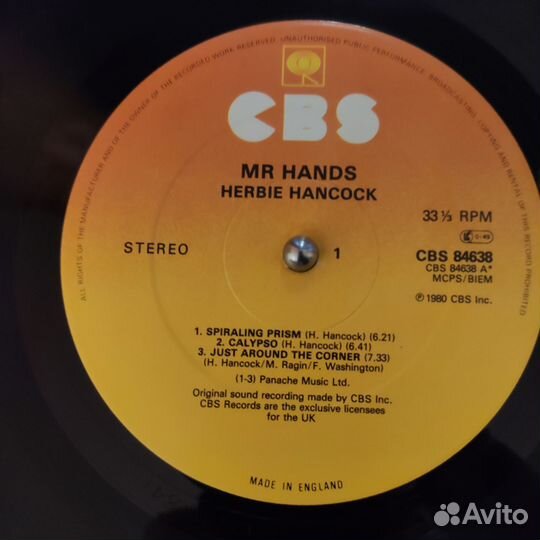 ALL RIGHTS OF THE MANUFACTURER AND OF THE OWNER OF THE RECORDED WORK RESERVED. UNAUTHORISED PUBLIC PERFORMANCE, BROADCASTING, COPYING AND RENTAL OF THIS RECORD PROHIBITED
CBS
MR HANDS
HERBIE HANCOCK
33 ⅓ RPM
STEREO
1
CBS 84638
CBS 84638 A*
MCPS/BIEM
℗ 1980 CBS Inc.
1. SPIRALING PRISM (H. Hancock) (6.21)
2. CALYPSO (H. Hancock) (6.41)
3. JUST AROUND THE CORNER (7.33)
(H. Hancock/M. Ragin/F. Washington)
(1-3) Panache Music Ltd.
Original sound recording made by CBS Inc.
CBS Records are the exclusive licensees
for the UK
MADE IN ENGLAND
Avito